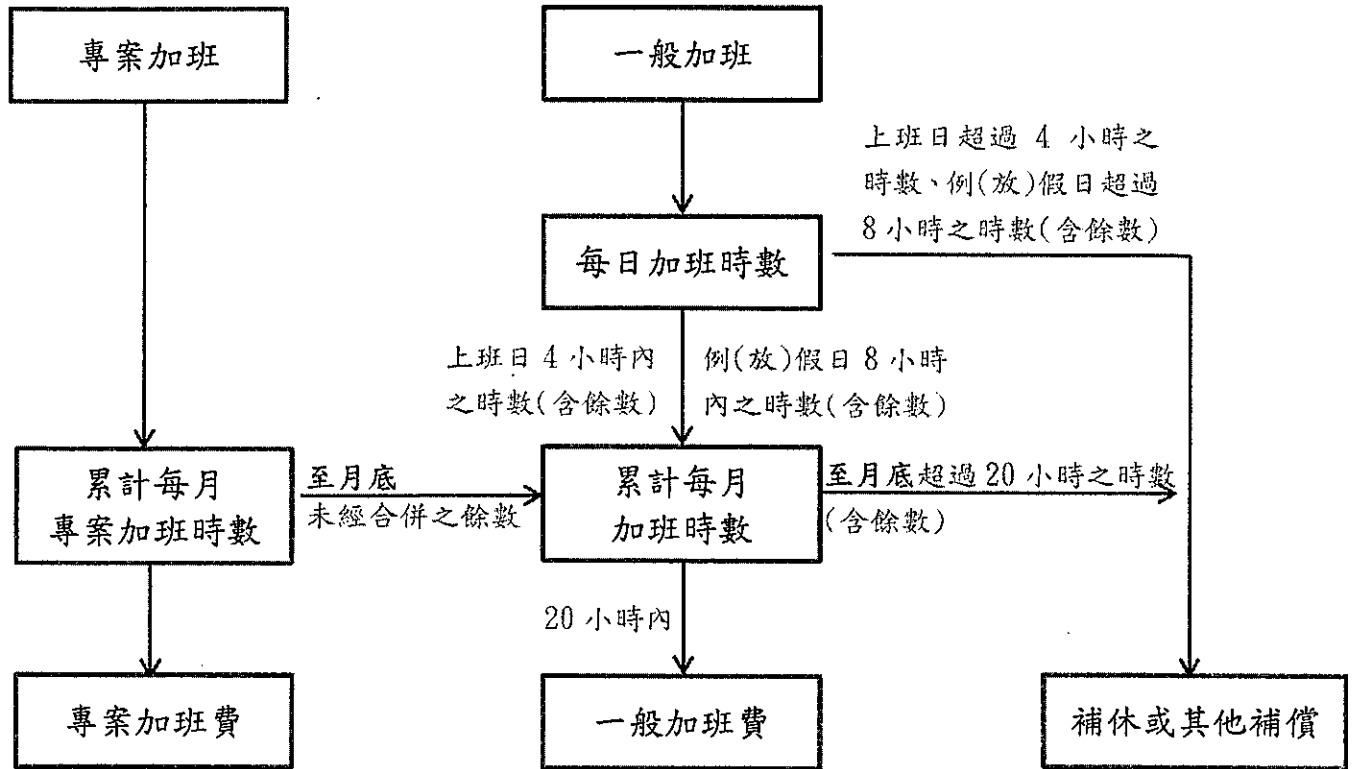 專案加班
一般加班
上班日超過 4 小時之
時數、例(放)假日超過
8 小時之時數(含餘數)
每日加班時數
上班日 4 小時內
之時數(含餘數)
例(放)假日 8 小時
內之時數(含餘數)
累計每月
專案加班時數
至月底
未經合併之餘數
累計每月
加班時數
至月底超過 20 小時之時數
(含餘數)
20 小時內
專案加班費
一般加班費
補休或其他補償